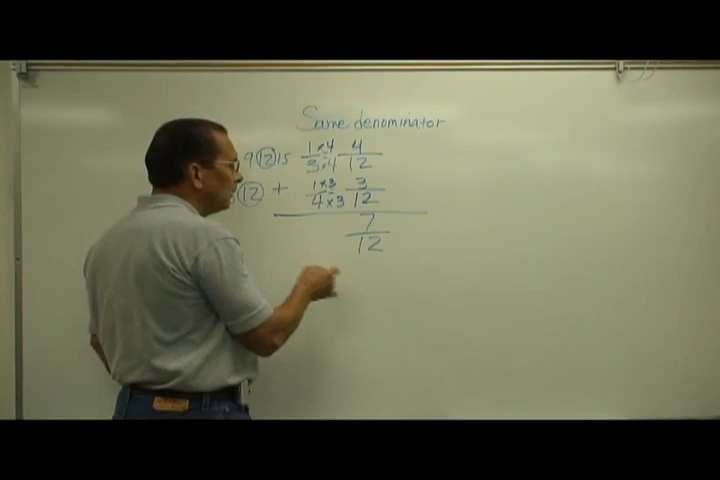 Same denominator
9 12 15 1×4/3×4 = 4/12
12 + 1×3/4×3 = 3/12
7/12